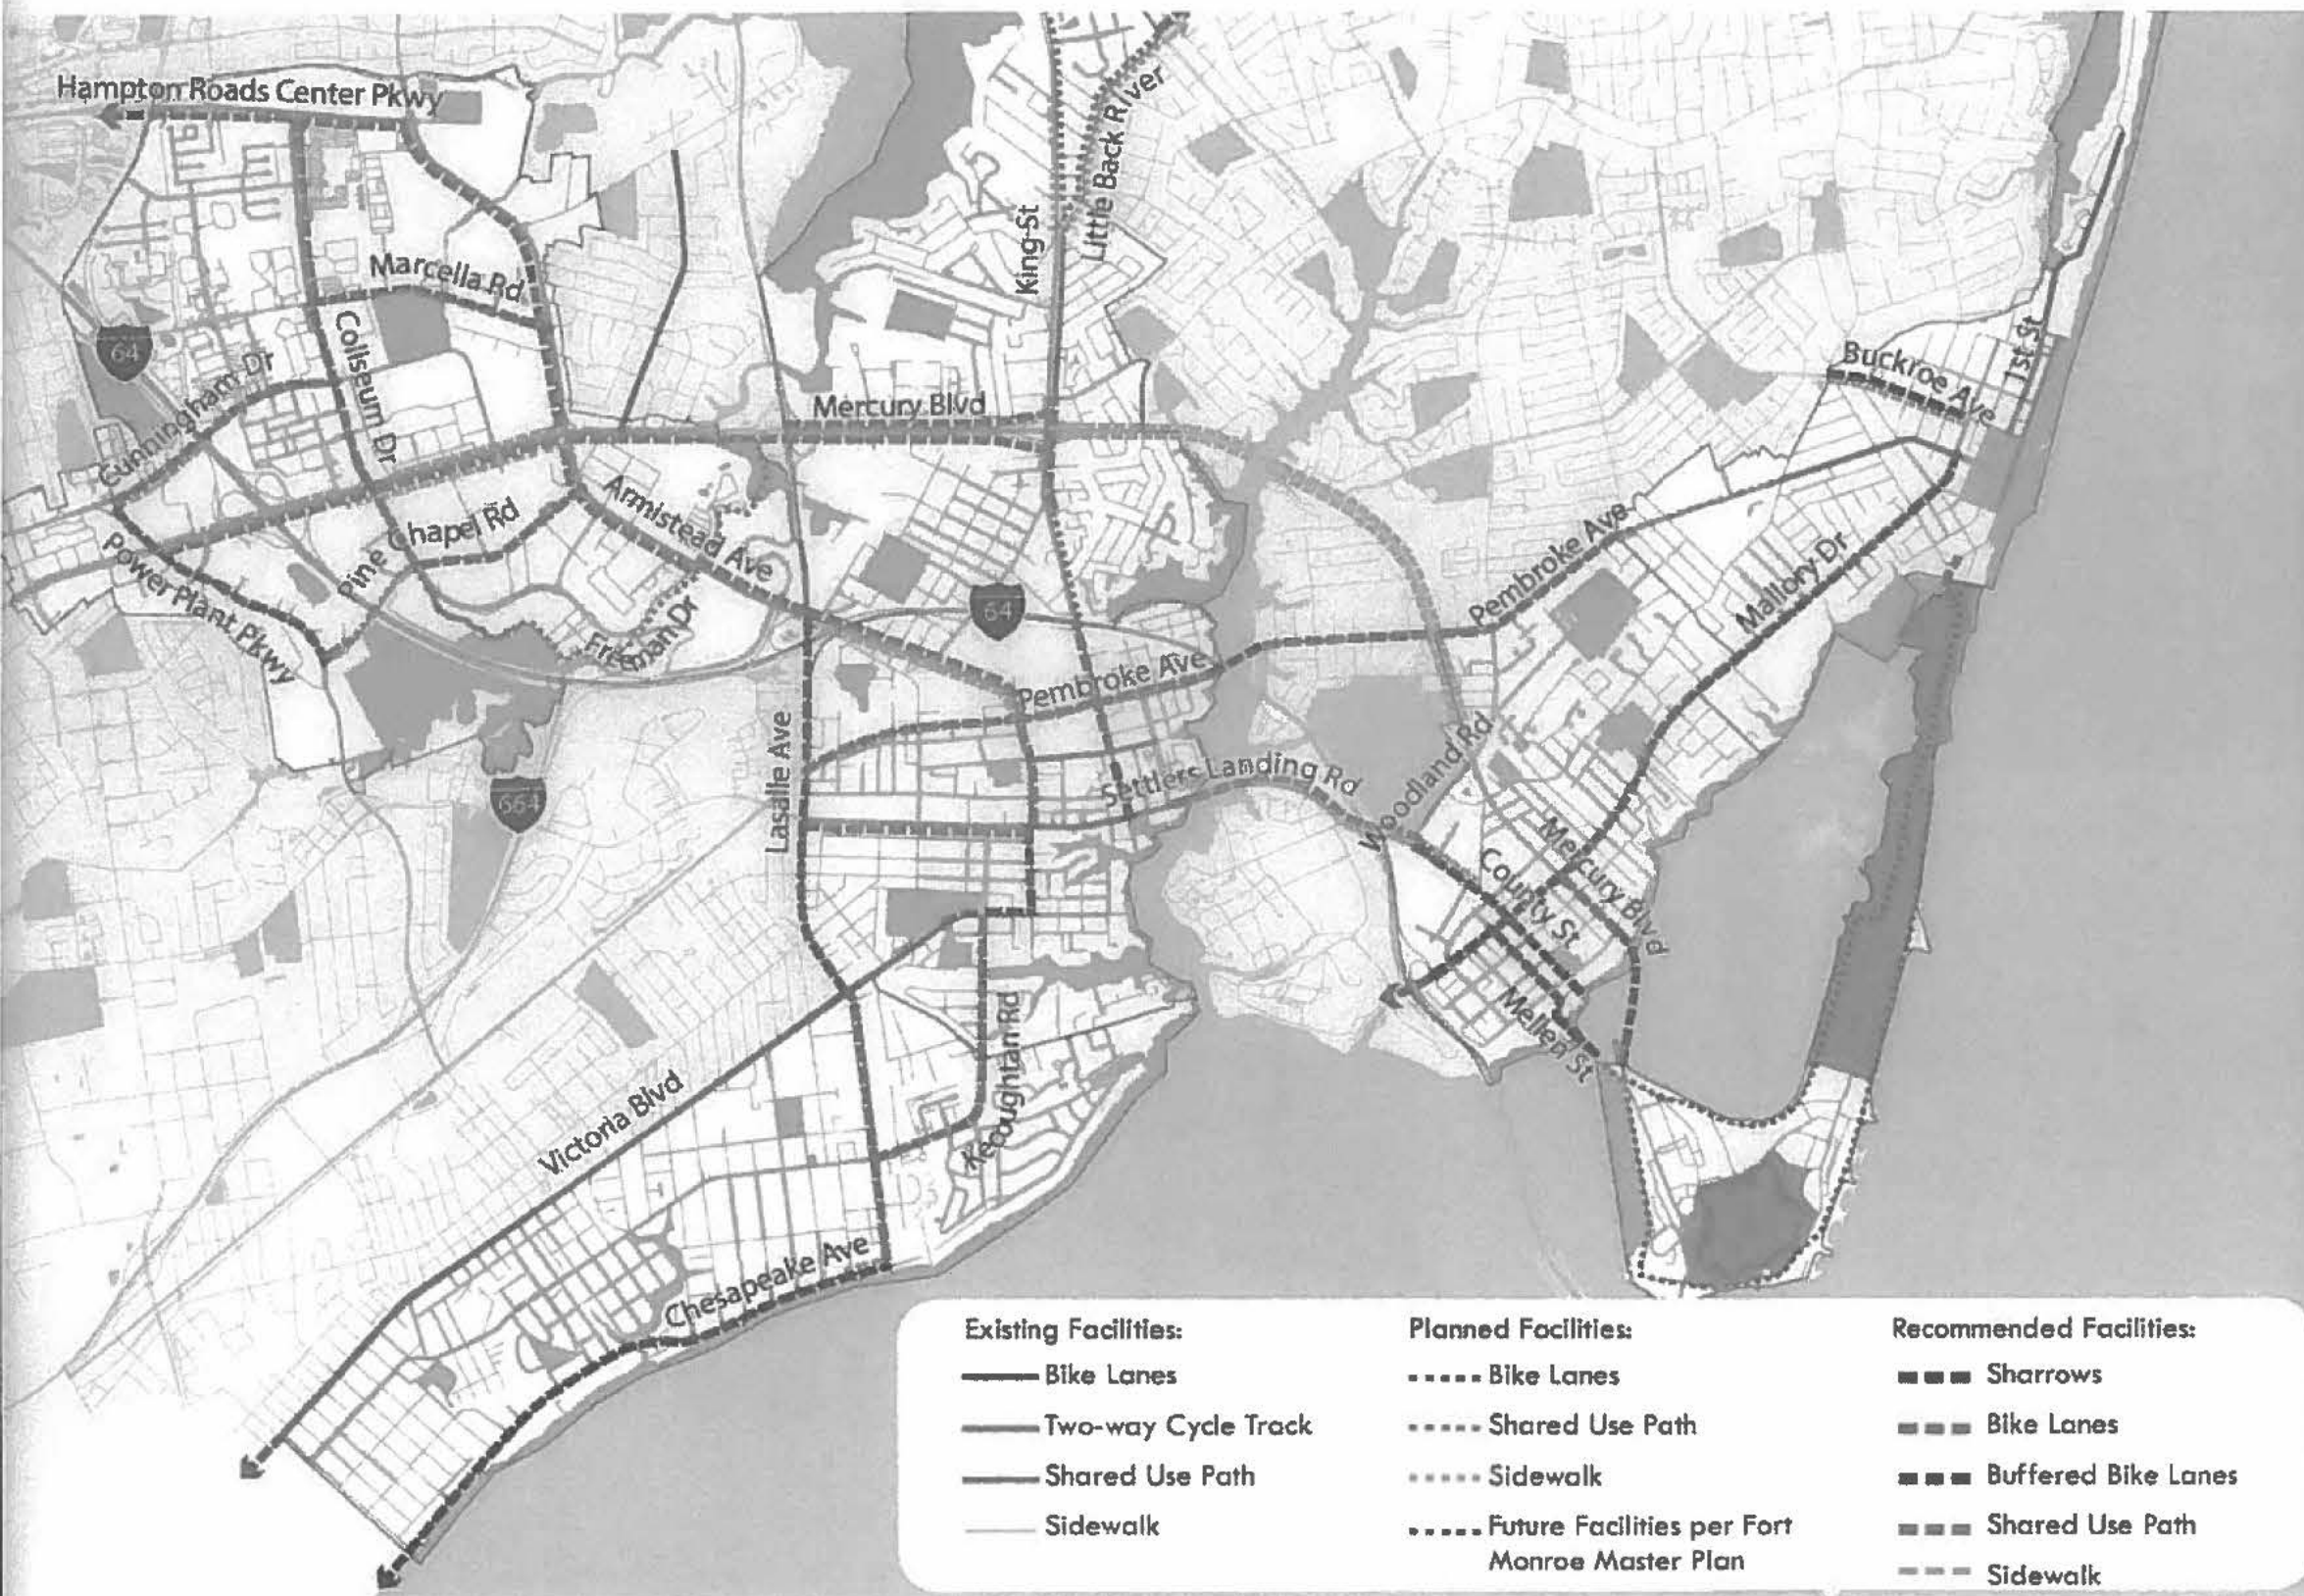 Hampton Roads Center Pkwy
Little Back River
King St
Marcella Rd
64
Coliseum Dr
1st St
Buckroe Ave
Cunningham Dr
Mercury Blvd
Armistead Ave
Pine Chapel Rd
Power Plant Pkwy
Pembroke Ave
Mallory Dr
64
Freeman Dr
Pembroke Ave
Lasalle Ave
Settlers Landing Rd
Woodland Rd
664
Mercury Blvd
County St
Mellen St
Kecoughtan Rd
Victoria Blvd
Chesapeake Ave
Existing Facilities:
Bike Lanes
Two-way Cycle Track
Shared Use Path
Sidewalk
Planned Facilities:
Bike Lanes
Shared Use Path
Sidewalk
Future Facilities per Fort
Monroe Master Plan
Recommended Facilities:
Sharrows
Bike Lanes
Buffered Bike Lanes
Shared Use Path
Sidewalk